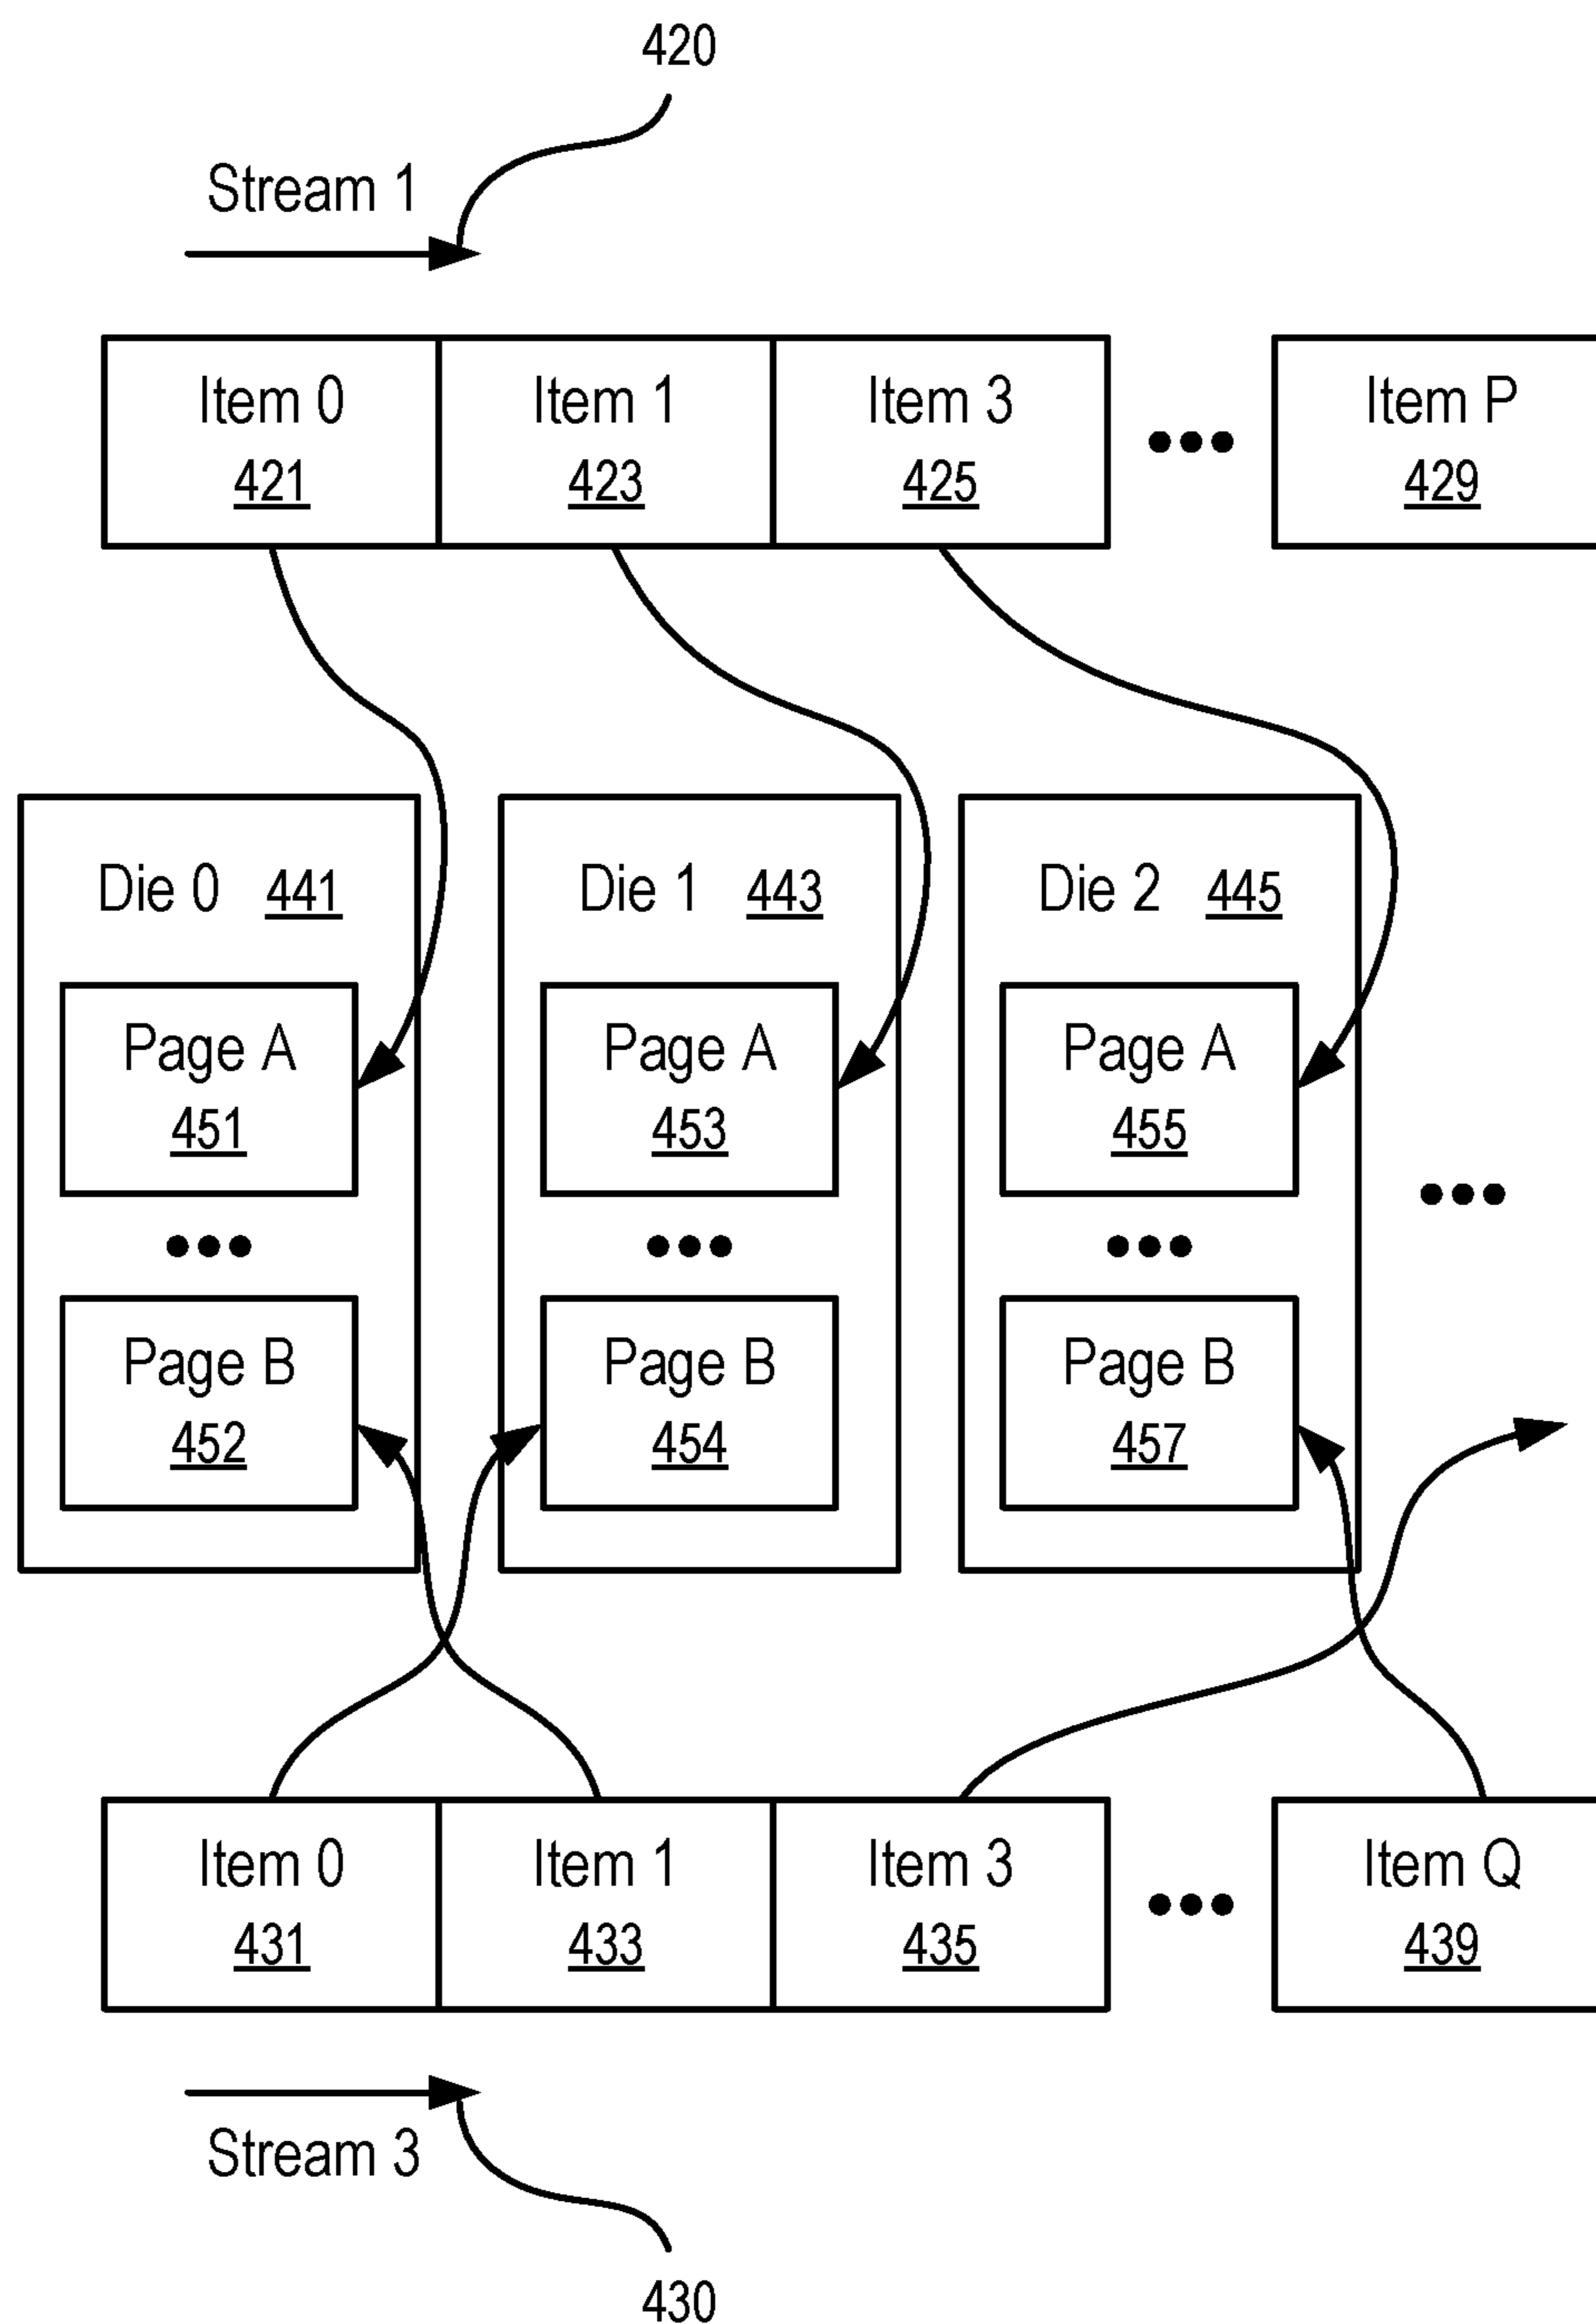 420
Stream 1
Item 0 Item 1 Item 3 ••• Item P
421 423 425 429
Die 0 441 Die 1 443 Die 2 445
Page A Page A Page A
451 453 455
•••
••• ••• •••
Page B Page B Page B
452 454 457
Item 0 Item 1 Item 3 ••• Item Q
431 433 435 439
Stream 3
430